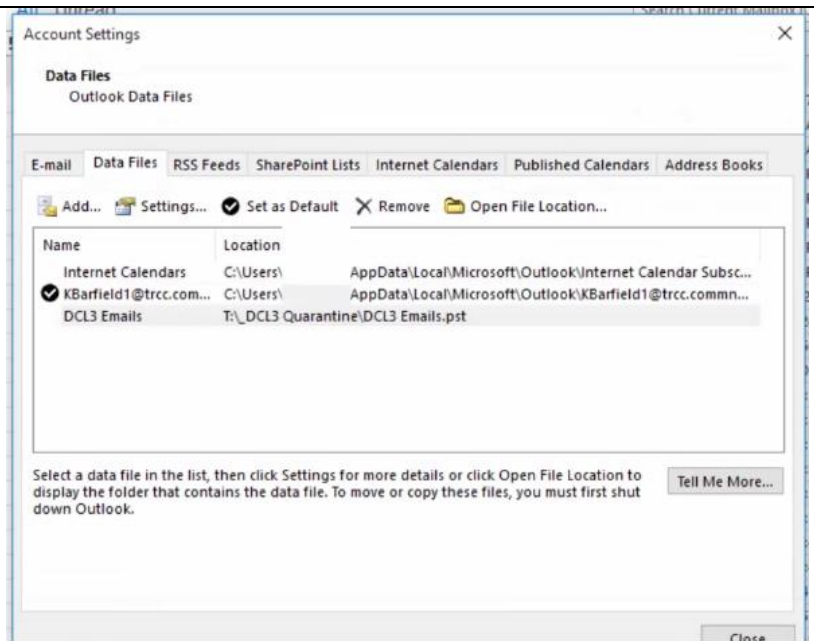 All Unread Search Current Mailbox
Account Settings
Data Files
Outlook Data Files
E-mail Data Files RSS Feeds SharePoint Lists Internet Calendars Published Calendars Address Books
Add... Settings... Set as Default Remove Open File Location...
Name Location
Internet Calendars C:\Users\ AppData\Local\Microsoft\Outlook\Internet Calendar Subsc...
KBarfield1@trcc.com... C:\Users\ AppData\Local\Microsoft\Outlook\KBarfield1@trcc.commn...
DCL3 Emails T:\_DCL3 Quarantine\DCL3 Emails.pst
Select a data file in the list, then click Settings for more details or click Open File Location to
display the folder that contains the data file. To move or copy these files, you must first shut
down Outlook.
Tell Me More...
Close